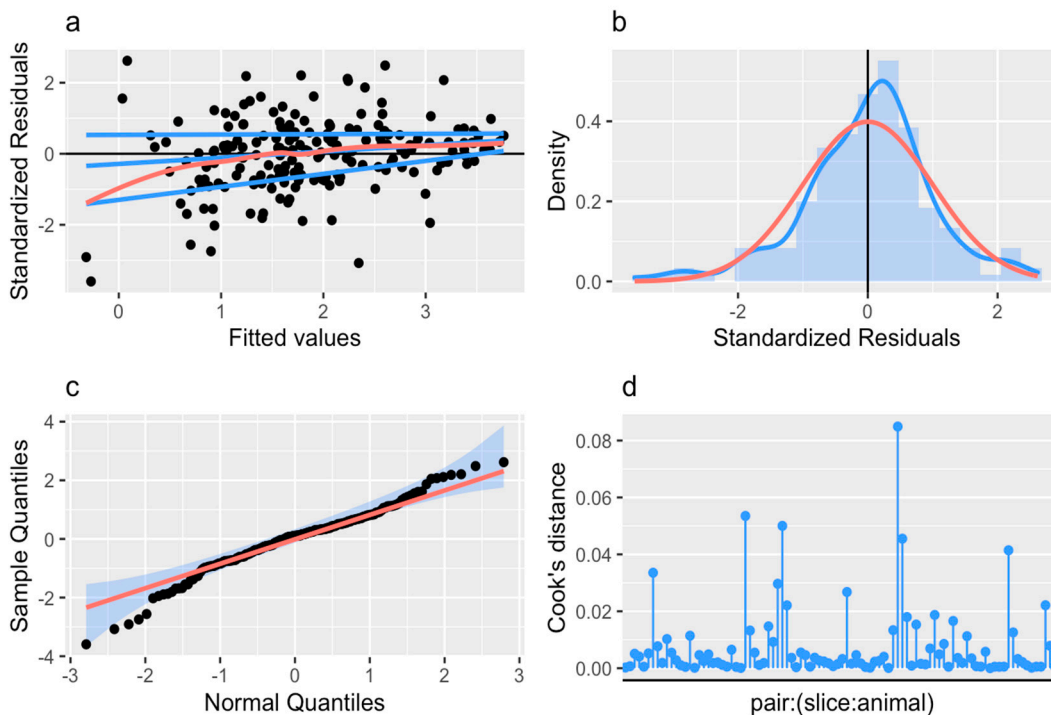 a
Standardized Residuals
2
0
-2
0
1
2
3
Fitted values
b
Density
0.4
0.2
0.0
-2
0
2
Standardized Residuals
c
Sample Quantiles
4
2
0
-2
-4
-3
-2
-1
0
1
2
3
Normal Quantiles
d
Cook's distance
0.08
0.06
0.04
0.02
0.00
pair:(slice:animal)